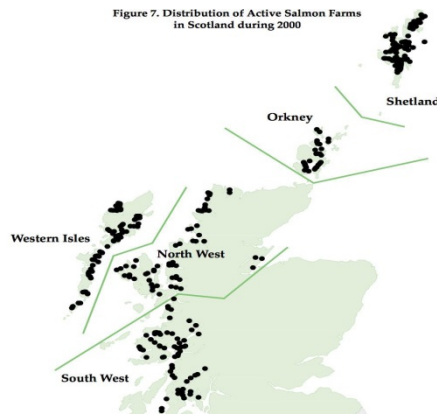 Figure 7. Distribution of Active Salmon Farms
in Scotland during 2000
Shetland
Orkney
Western Isles
North West
South West